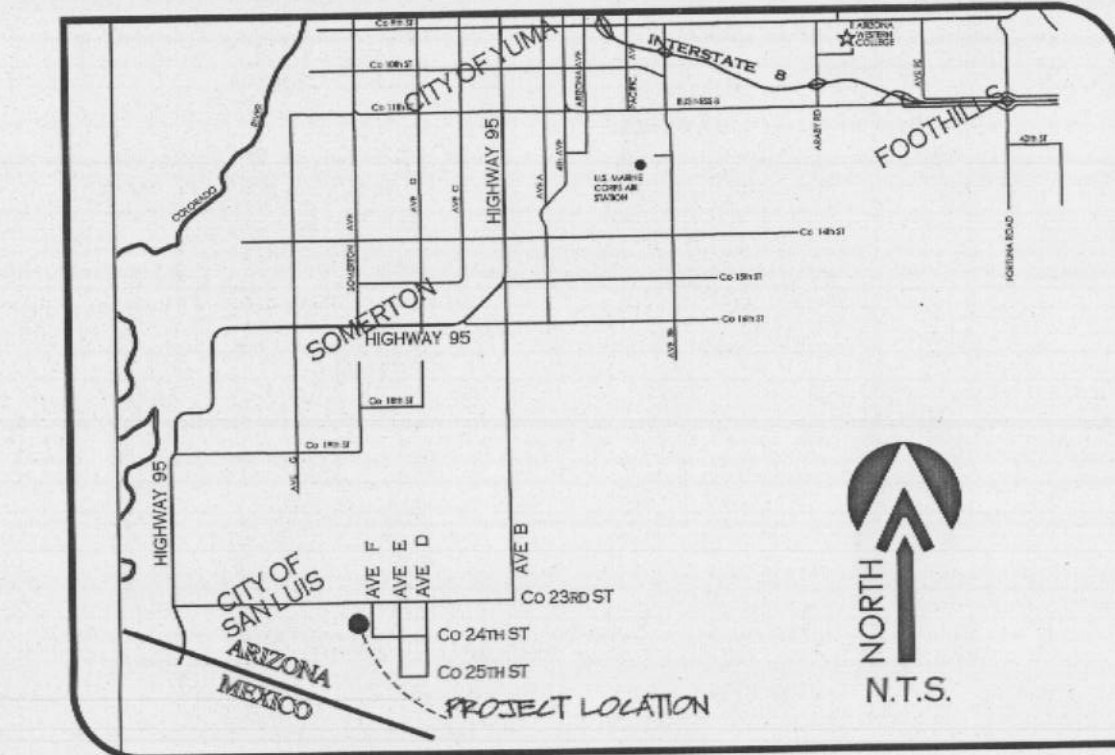 Co 9th ST
ARIZONA
WESTERN
COLLEGE
INTERSTATE 8
Co 10th ST
CITY OF YUMA
ARIZONA AVE
PACIFIC AVE
Co 11th ST
BUSINESS 8
RIVER
COLORADO
HIGHWAY 95
4th AVE
AVE A
ARABY RD
FOOTHILLS
42th ST
U.S. MARINE
CORPS AIR
STATION
SOMERTON AVE
AVE D
AVE C
FORTUNA ROAD
Co 14th ST
Co 15th ST
SOMERTON
Co 16th ST
HIGHWAY 95
AVE 3E
Co 18th ST
Co 19th ST
AVE G
HIGHWAY 95
AVE F
AVE E
AVE D
AVE B
CITY OF
SAN LUIS
Co 23RD ST
Co 24TH ST
Co 25TH ST
ARIZONA
MEXICO
PROJECT LOCATION
NORTH
N.T.S.